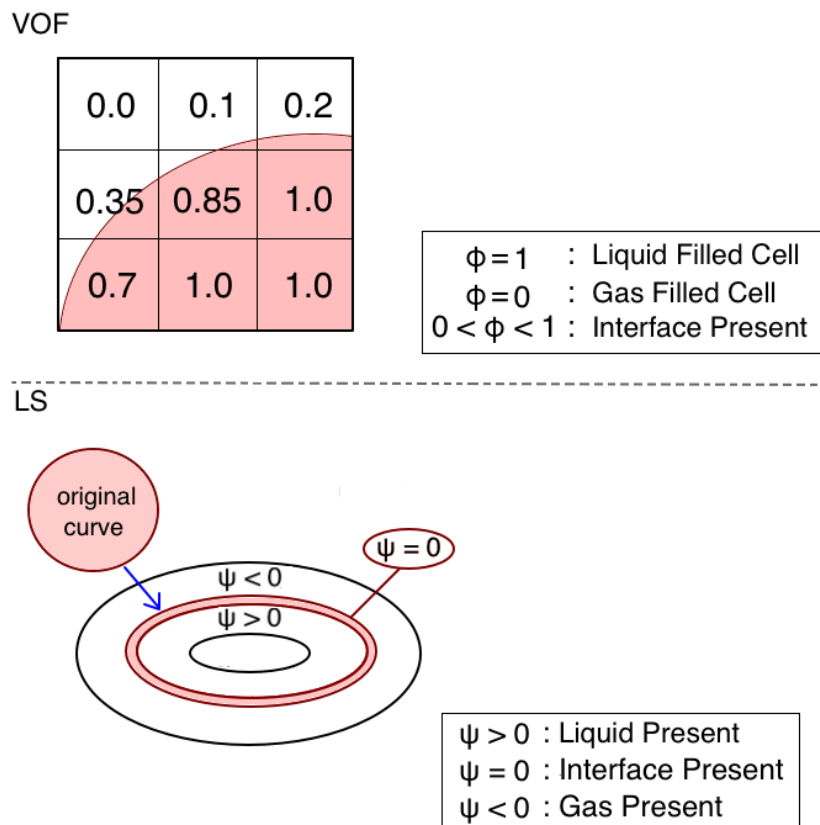 VOF
0.0 0.1 0.2
0.35 0.85 1.0
0.7 1.0 1.0
ϕ=1 : Liquid Filled Cell
ϕ=0 : Gas Filled Cell
0 < ϕ < 1 : Interface Present
LS
original
curve
ψ = 0
ψ < 0
ψ > 0
ψ > 0 : Liquid Present
ψ = 0 : Interface Present
ψ < 0 : Gas Present